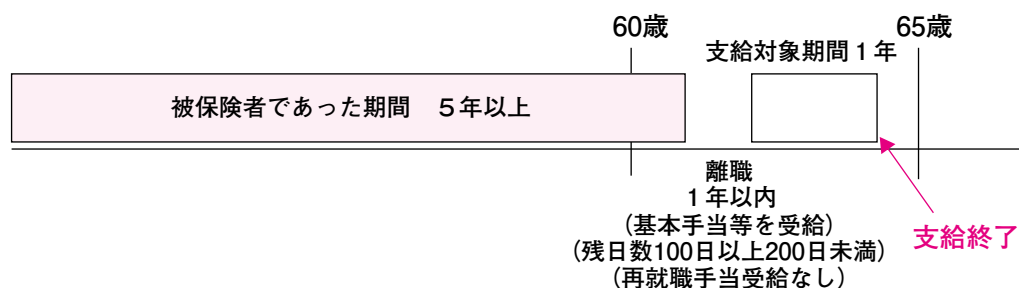 60歳
65歳
支給対象期間1年
被保険者であった期間　5年以上
離職
1年以内
(基本手当等を受給)
(残日数100日以上200日未満)
(再就職手当受給なし)
支給終了